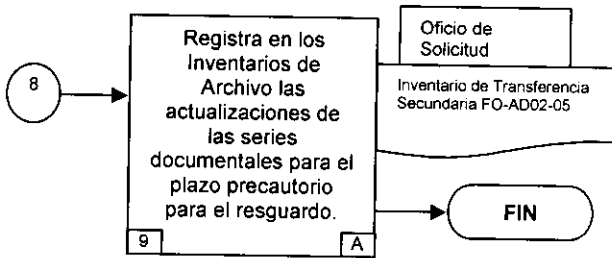 8
Registra en los
Inventarios de
Archivo las
actualizaciones de
las series
documentales para el
plazo precautorio
para el resguardo.
9
A
Oficio de
Solicitud
Inventario de Transferencia
Secundaria FO-AD02-05
FIN